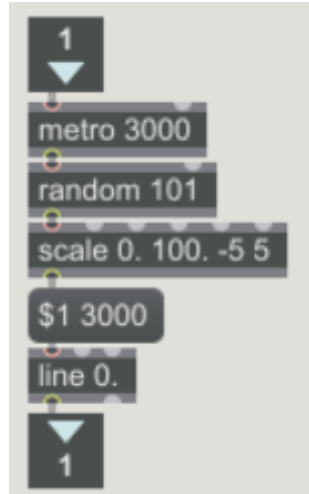 1
metro 3000
random 101
scale 0. 100. -5 5
$1 3000
line 0.
1